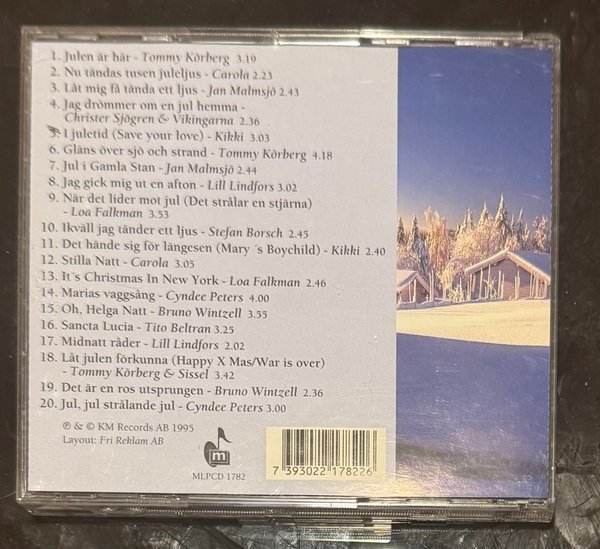 1. Julen är här - Tommy Körberg 3.19
2. Nu tändas tusen juleljus - Carola 2.23
3. Låt mig få tända ett ljus - Jan Malmsjö 2.43
4. Jag drömmer om en jul hemma -
Christer Sjögren & Vikingarna 2.36
5. I juletid (Save your love) - Kikki 3.03
6. Gläns över sjö och strand - Tommy Körberg 4.18
7. Jul i Gamla Stan - Jan Malmsjö 2.44
8. Jag gick mig ut en afton - Lill Lindfors 3.02
9. När det lider mot jul (Det strålar en stjärna)
- Loa Falkman 3.53
10. Ikväll jag tänder ett ljus - Stefan Borsch 2.45
11. Det hände sig för längesen (Mary ´s Boychild) - Kikki 2.40
12. Stilla Natt - Carola 3.05
13. It´s Christmas In New York - Loa Falkman 2.46
14. Marias vaggsång - Cyndee Peters 4.00
15. Oh, Helga Natt - Bruno Wintzell 3.55
16. Sancta Lucia - Tito Beltran 3.25
17. Midnatt råder - Lill Lindfors 2.02
18. Låt julen förkunna (Happy X Mas/War is over)
- Tommy Körberg & Sissel 3.42
19. Det är en ros utsprungen - Bruno Wintzell 2.36
20. Jul, jul strålande jul - Cyndee Peters 3.00
℗ & © KM Records AB 1995
Layout: Fri Reklam AB
m
MLPCD 1782
7 393022 178226